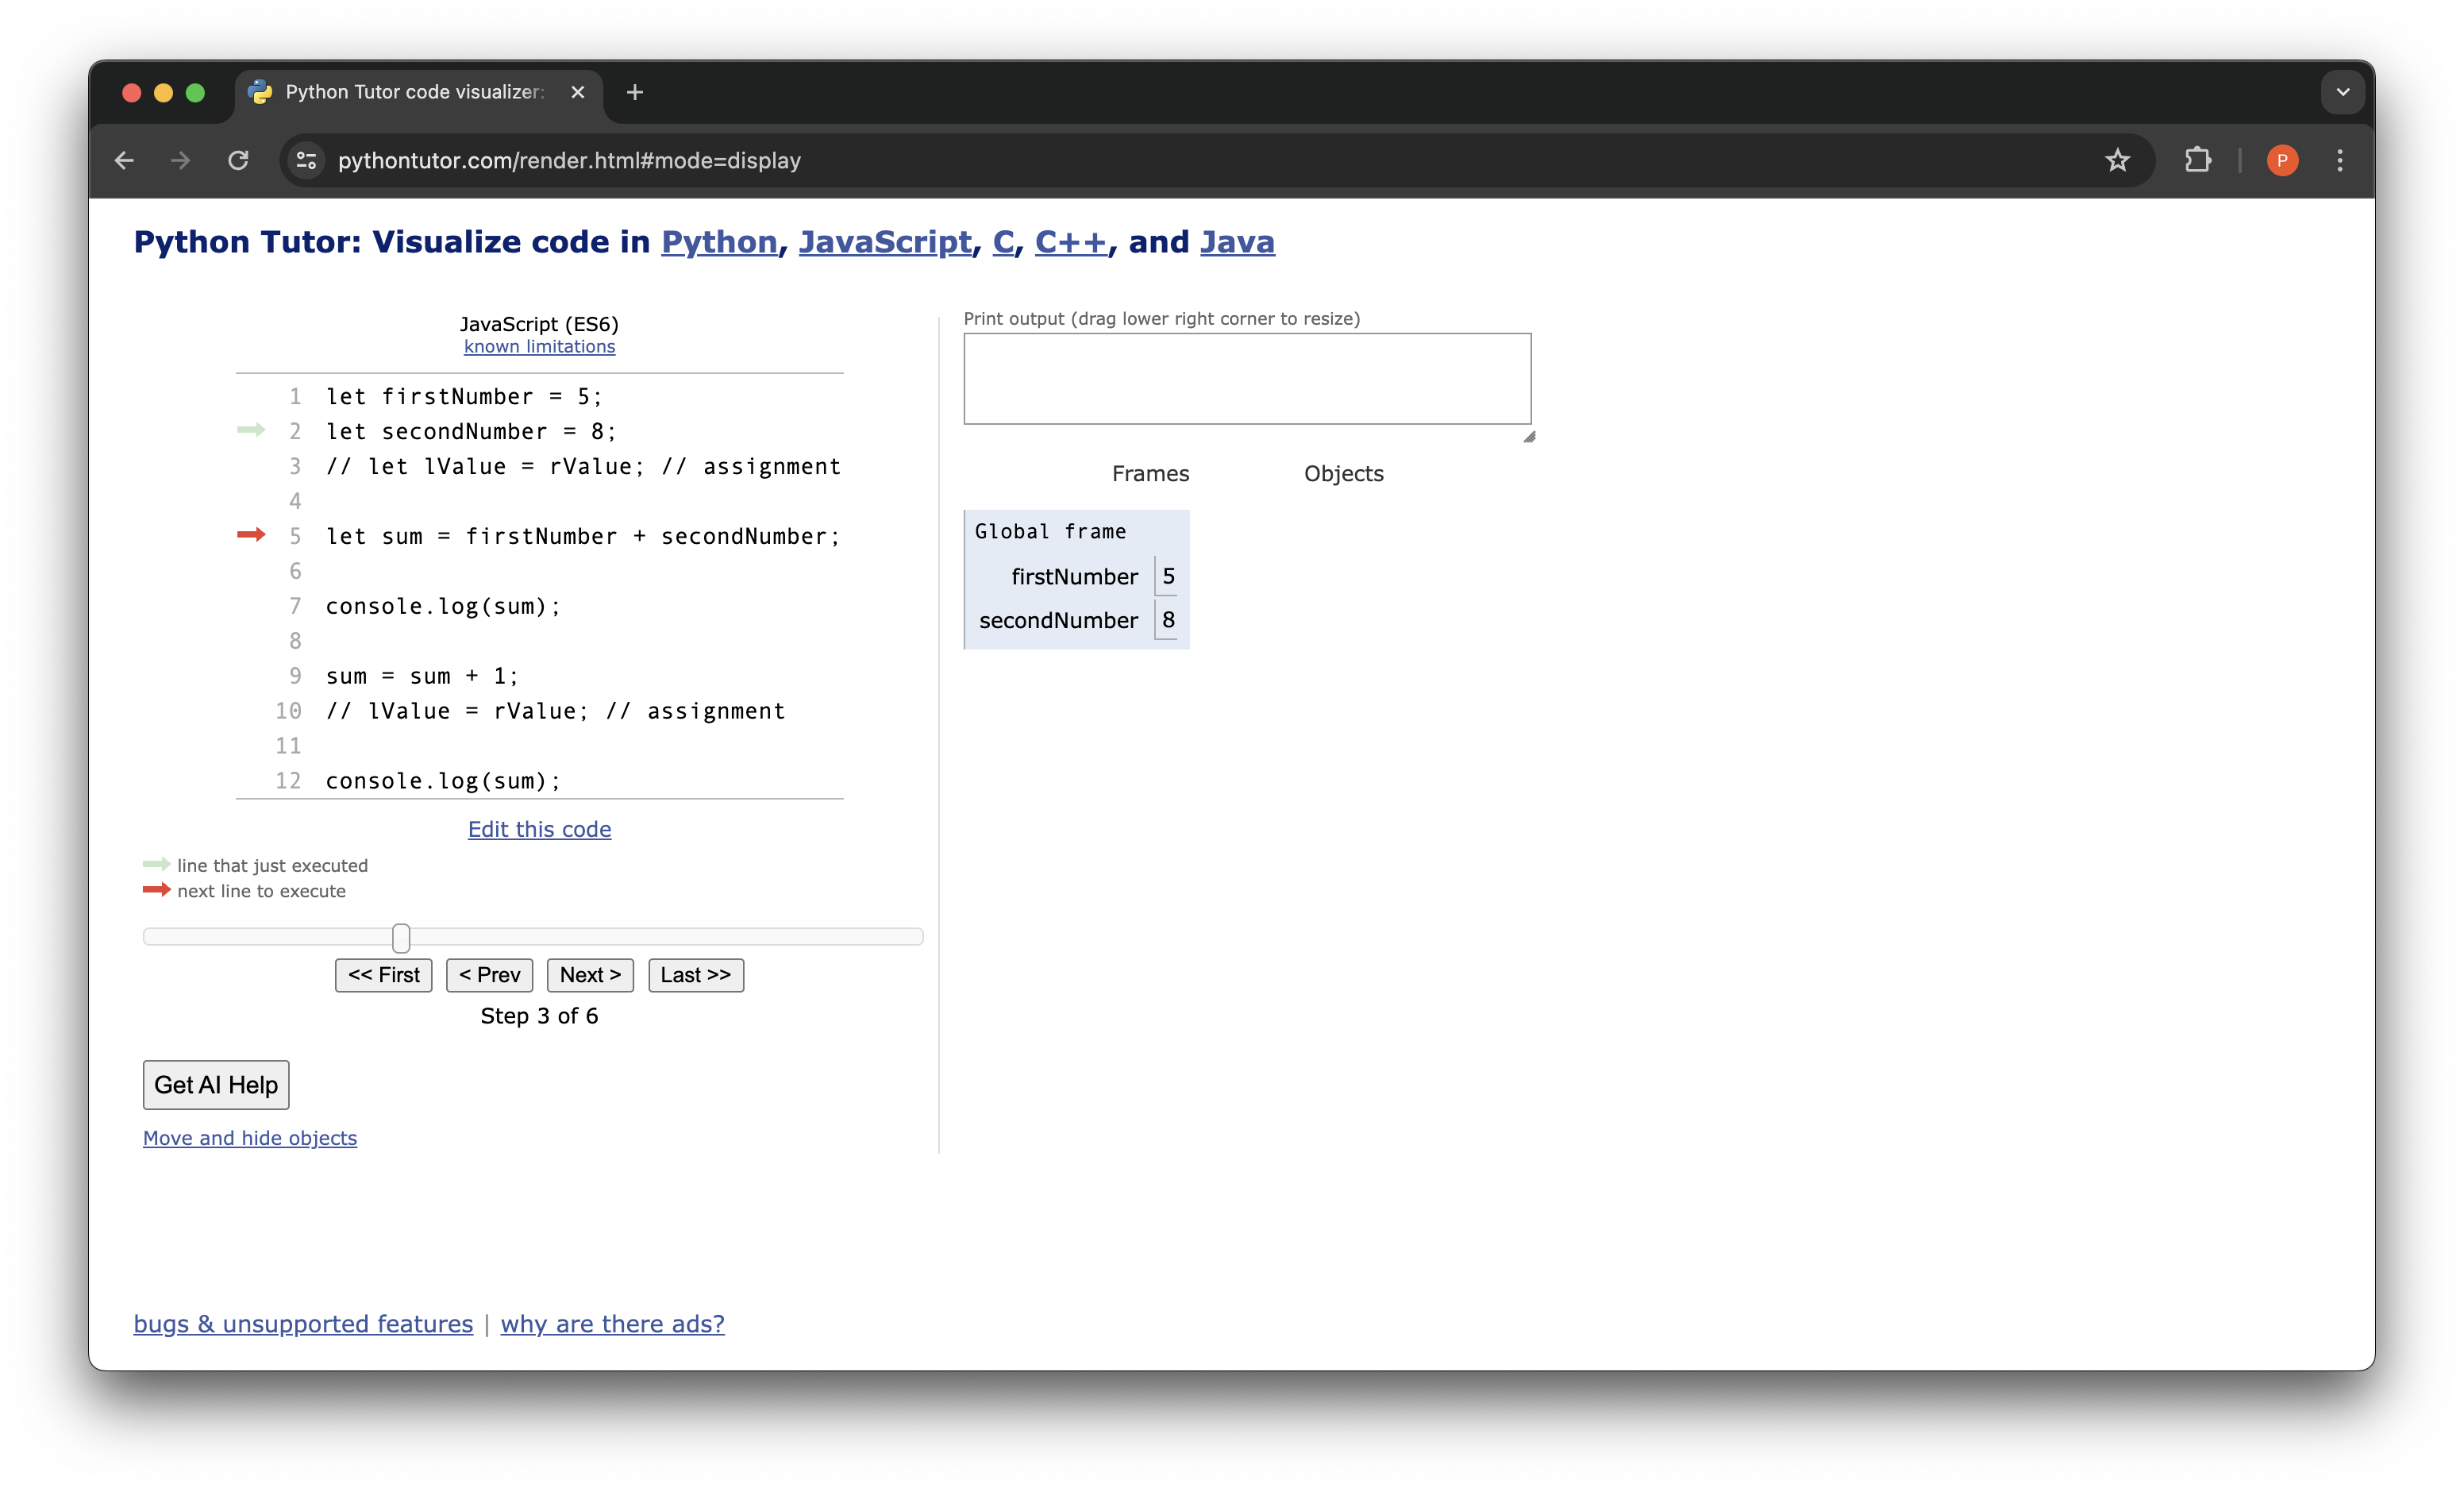 Python Tutor code visualizer:
pythontutor.com/render.html#mode=display
P
Python Tutor: Visualize code in Python, JavaScript, C, C++, and Java
JavaScript (ES6)
known limitations
1 let firstNumber = 5;
2 let secondNumber = 8;
3 // let lValue = rValue; // assignment
4
5 let sum = firstNumber + secondNumber;
6
7 console.log(sum);
8
9 sum = sum + 1;
10 // lValue = rValue; // assignment
11
12 console.log(sum);
Edit this code
line that just executed
next line to execute
<< First < Prev Next > Last >>
Step 3 of 6
Get AI Help
Move and hide objects
Print output (drag lower right corner to resize)
Frames Objects
Global frame
firstNumber 5
secondNumber 8
bugs & unsupported features | why are there ads?